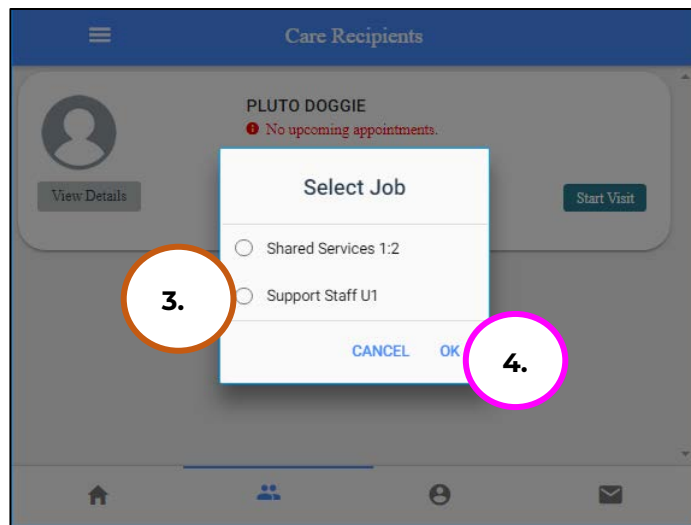 Care Recipients
PLUTO DOGGIE
No upcoming appointments.
View Details
Start Visit
Select Job
Shared Services 1:2
3.
Support Staff U1
CANCEL OK
4.